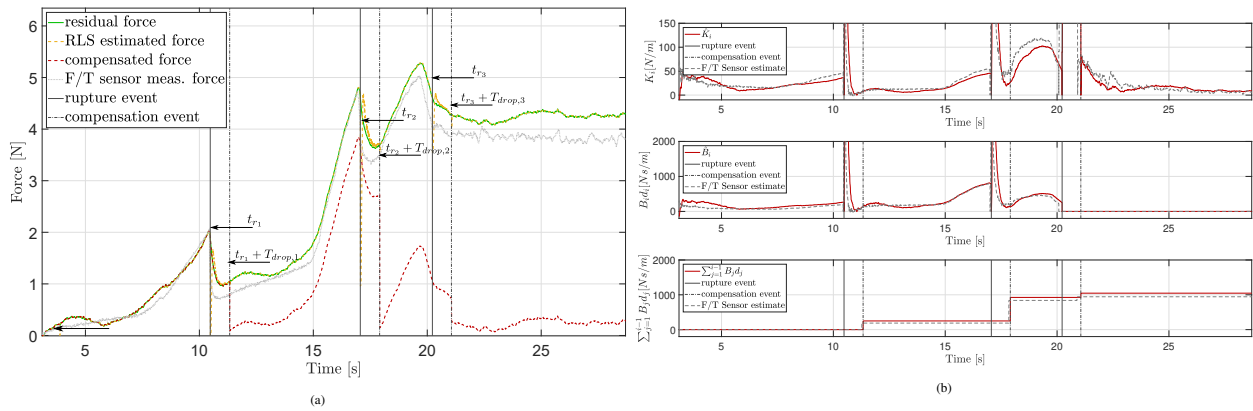 residual force
RLS estimated force
compensated force
F/T sensor meas. force
rupture event
compensation event
t_{r_1}
t_{r_1} + T_{drop,1}
t_{r_2}
t_{r_2} + T_{drop,2}
t_{r_3}
t_{r_3} + T_{drop,3}
Force [N]
0
1
2
3
4
5
6
5
10
15
20
25
Time [s]
(a)
K_i[N/m]
0
50
100
150
K̂_i
rupture event
compensation event
F/T Sensor estimate
5
10
15
20
25
Time [s]
B_i d_i[Ns/m]
0
1000
2000
B̂_i
rupture event
compensation event
F/T Sensor estimate
5
10
15
20
25
Time [s]
∑_{j=1}^{i-1} B_j d_j[Ns/m]
0
1000
2000
∑_{j=1}^{i-1} B_j d_j
rupture event
compensation event
F/T Sensor estimate
5
10
15
20
25
Time [s]
(b)